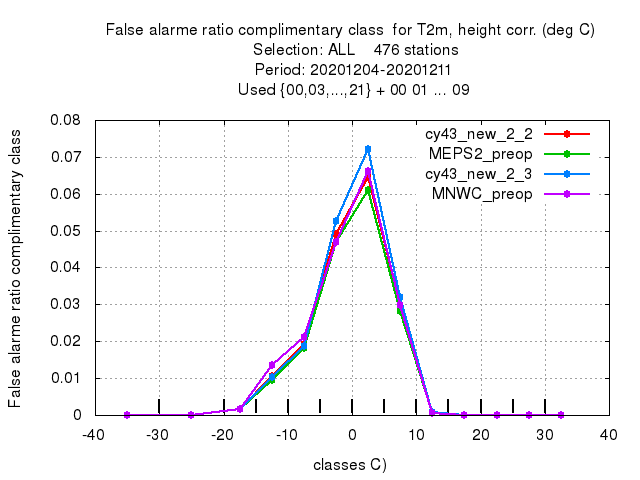 False alarme ratio complimentary class  for T2m, height corr. (deg C)
Selection: ALL    476 stations
Period: 20201204-20201211
Used {00,03,...,21} + 00 01 ... 09
False alarme ratio complimentary class
0.08
0.07
0.06
0.05
0.04
0.03
0.02
0.01
0
cy43_new_2_2
MEPS2_preop
cy43_new_2_3
MNWC_preop
-40 -30 -20 -10 0 10 20 30 40
classes C)